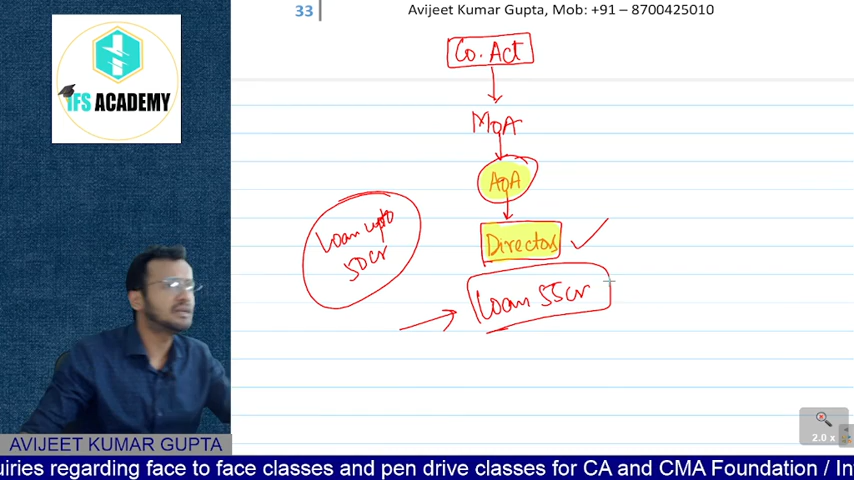 33
Avijeet Kumar Gupta, Mob: +91 – 8700425010
IFS ACADEMY
Co. Act
MOA
AOA
Directors
Loan upto
50cr
Loan 55cr
2.0 x
AVIJEET KUMAR GUPTA
uiries regarding face to face classes and pen drive classes for CA and CMA Foundation / In